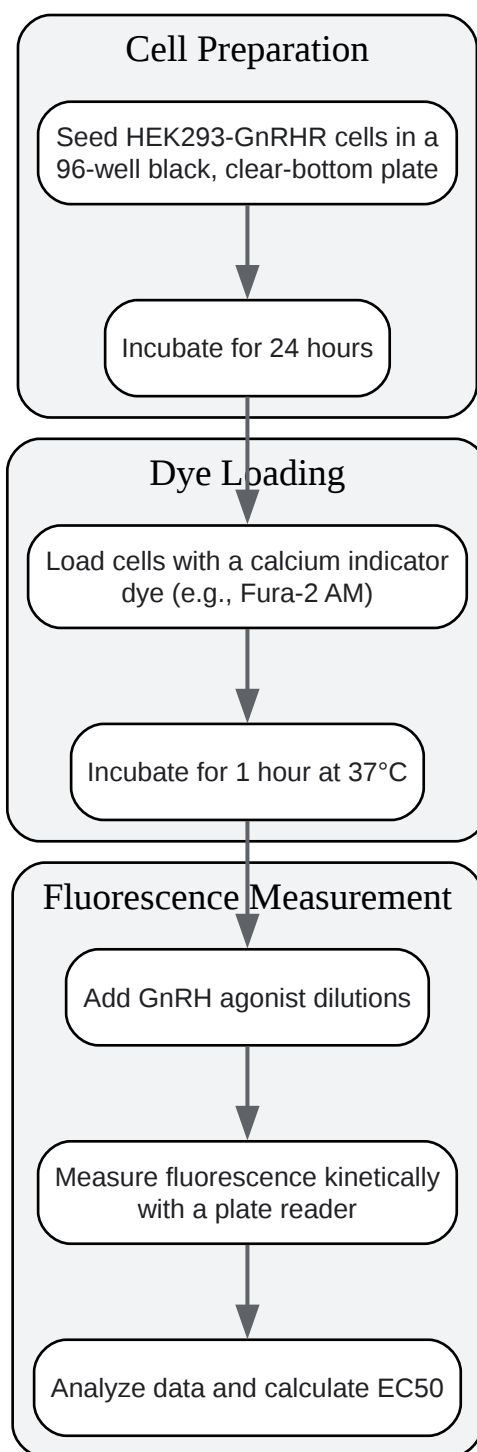 Cell Preparation
Seed HEK293-GnRHR cells in a
96-well black, clear-bottom plate
Incubate for 24 hours
Dye Loading
Load cells with a calcium indicator
dye (e.g., Fura-2 AM)
Incubate for 1 hour at 37°C
Fluorescence Measurement
Add GnRH agonist dilutions
Measure fluorescence kinetically
with a plate reader
Analyze data and calculate EC50